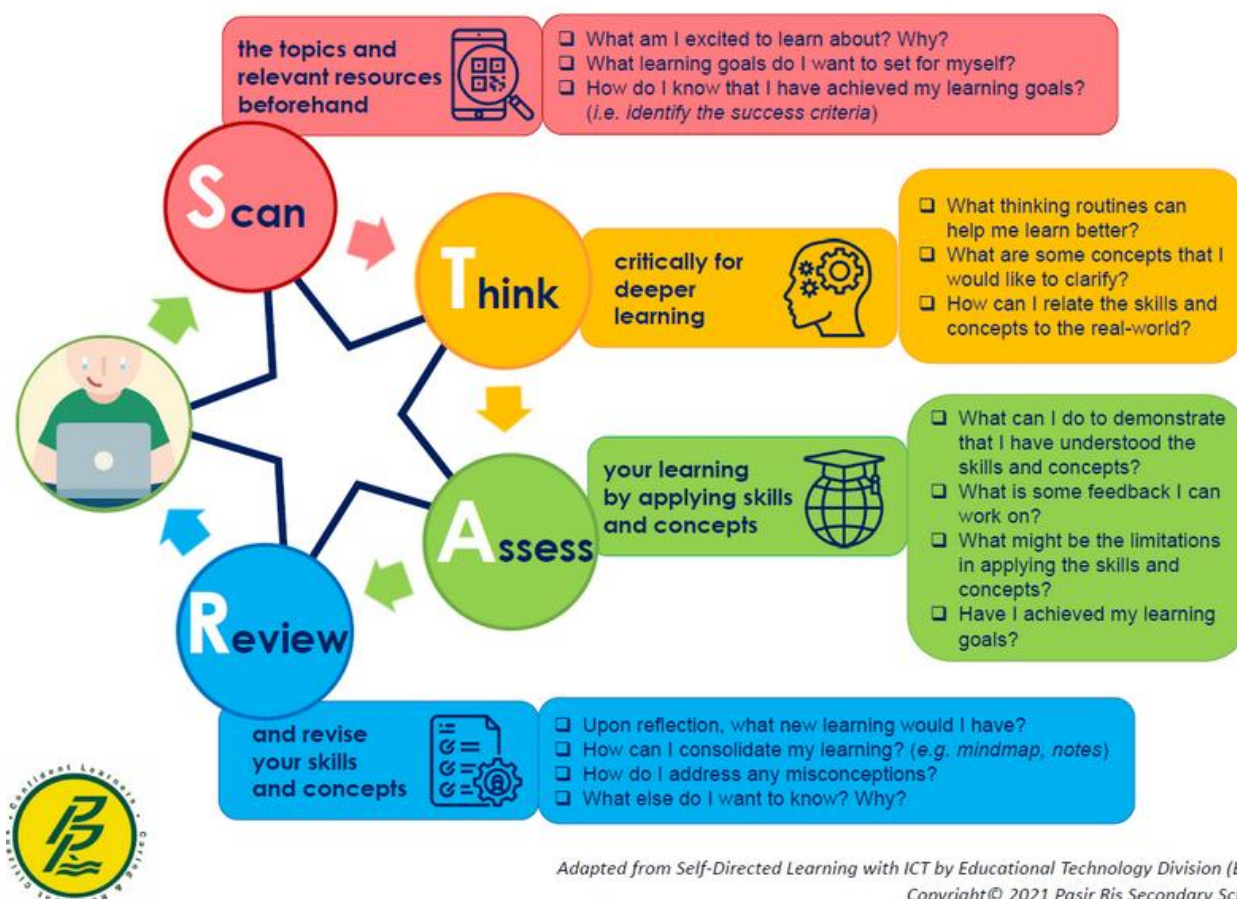 the topics and
relevant resources
beforehand
❑ What am I excited to learn about? Why?
❑ What learning goals do I want to set for myself?
❑ How do I know that I have achieved my learning goals?
(i.e. identify the success criteria)
Scan
Think
critically for
deeper
learning
❑ What thinking routines can
help me learn better?
❑ What are some concepts that I
would like to clarify?
❑ How can I relate the skills and
concepts to the real-world?
Assess
your learning
by applying skills
and concepts
❑ What can I do to demonstrate
that I have understood the
skills and concepts?
❑ What is some feedback I can
work on?
❑ What might be the limitations
in applying the skills and
concepts?
❑ Have I achieved my learning
goals?
Review
and revise
your skills
and concepts
❑ Upon reflection, what new learning would I have?
❑ How can I consolidate my learning? (e.g. mindmap, notes)
❑ How do I address any misconceptions?
❑ What else do I want to know? Why?
Confident Learners
Adapted from Self-Directed Learning with ICT by Educational Technology Division (E
Copyright© 2021 Pasir Ris Secondary Sc